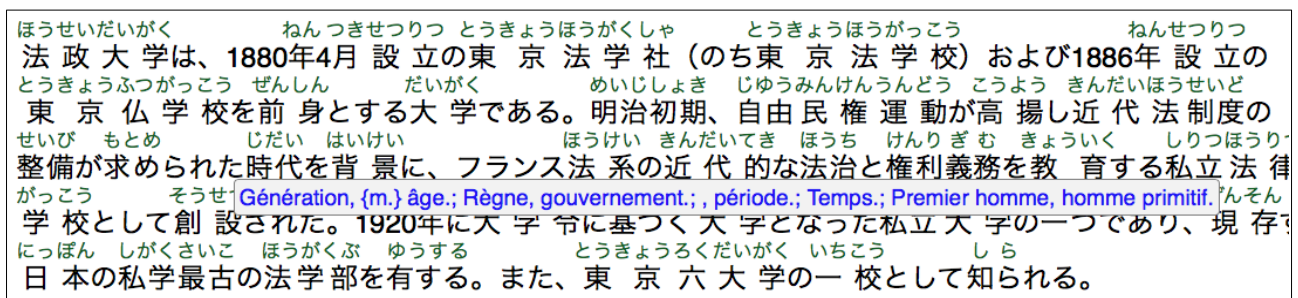 ほうせいだいがく ねん つきせつりつ とうきょうほうがくしゃ とうきょうほうがっこう ねんせつりつ
法政大学は、1880年4月設立の東京法学社（のち東京法学校）および1886年設立の
とうきょうふつがっこう ぜんしん だいがく めいじしょき じゆうみんけんうんどう こうよう きんだいほうせいど
東京仏学校を前身とする大学である。明治初期、自由民権運動が高揚し近代法制度の
せいび もとめ じだい はいけい ほうけい きんだいてき ほうち けんり ぎむ きょういく しりつほうりつ
整備が求められた時代を背景に、フランス法系の近代的な法治と権利義務を教育する私立法律
がっこう そうせ
Génération, {m.} âge.; Règne, gouvernement.; , période.; Temps.; Premier homme, homme primitif.
んそん
学校として創設された。1920年に大学令に基づく大学となった私立大学の一つであり、現存す
にっぽん しがくさいこ ほうがくぶ ゆうする とうきょうろくだいがく いちこう しら
日本の私学最古の法学部を有する。また、東京六大学の一校として知られる。